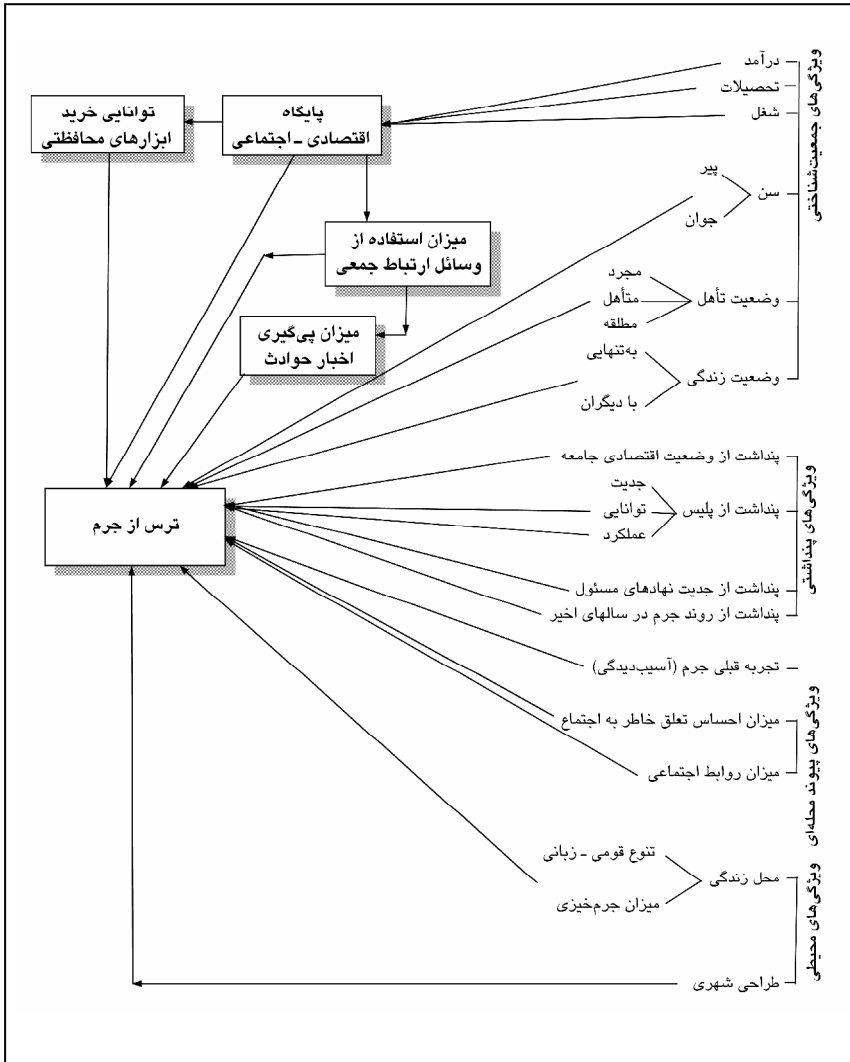 ویژگی‌های جمعیت‌شناختی
درآمد
تحصیلات
شغل
پایگاه
اقتصادی ـ اجتماعی
توانایی خرید
ابزارهای محافظتی
سن
پیر
جوان
میزان استفاده از
وسائل ارتباط جمعی
وضعیت تأهل
مجرد
متأهل
مطلقه
میزان پی‌گیری
اخبار حوادث
وضعیت زندگی
به‌تنهایی
با دیگران
ویژگی‌های پنداشتی
پنداشت از وضعیت اقتصادی جامعه
پنداشت از پلیس
جدیت
توانایی
عملکرد
ترس از جرم
پنداشت از جدیت نهادهای مسئول
پنداشت از روند جرم در سالهای اخیر
تجربه قبلی جرم (آسیب‌دیدگی)
ویژگی‌های پیوند محله‌ای
میزان احساس تعلق خاطر به اجتماع
میزان روابط اجتماعی
ویژگی‌های محیطی
محل زندگی
تنوع قومی ـ زبانی
میزان جرم‌خیزی
طراحی شهری